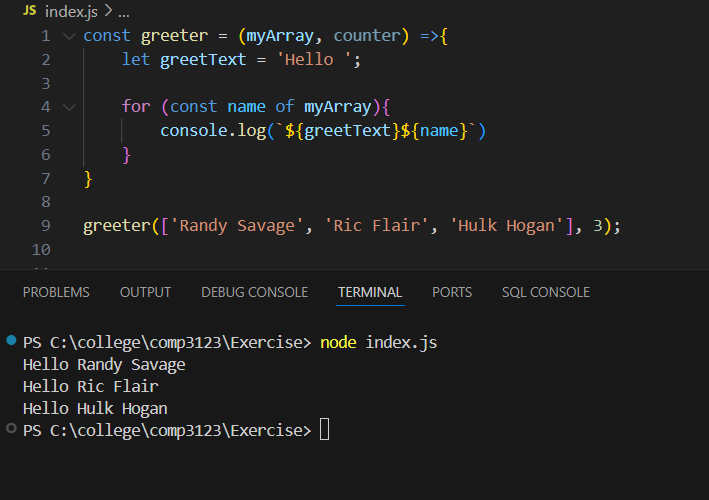 JS index.js > ...
1 const greeter = (myArray, counter) =>{
2 let greetText = 'Hello ';
3
4 for (const name of myArray){
5 console.log(`${greetText}${name}`)
6 }
7 }
8
9 greeter(['Randy Savage', 'Ric Flair', 'Hulk Hogan'], 3);
10
PROBLEMS OUTPUT DEBUG CONSOLE TERMINAL PORTS SQL CONSOLE
PS C:\college\comp3123\Exercise> node index.js
Hello Randy Savage
Hello Ric Flair
Hello Hulk Hogan
PS C:\college\comp3123\Exercise>